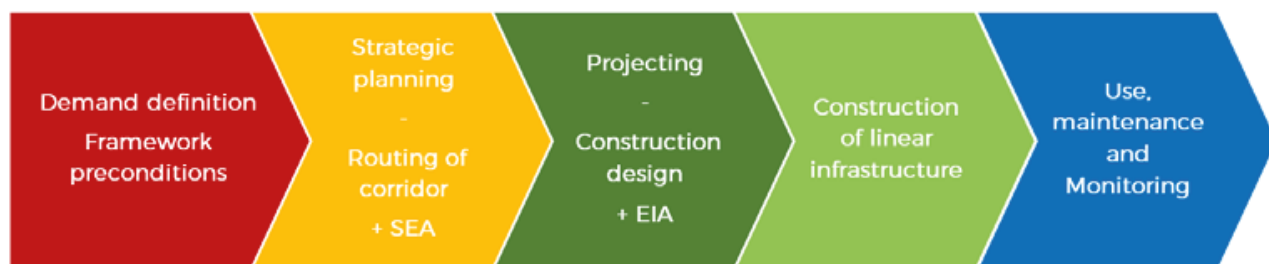 Demand definition
Framework
preconditions
Strategic
planning
-
Routing of
corridor
+ SEA
Projecting
-
Construction
design
+ EIA
Construction
of linear
infrastructure
Use,
maintenance
and
Monitoring